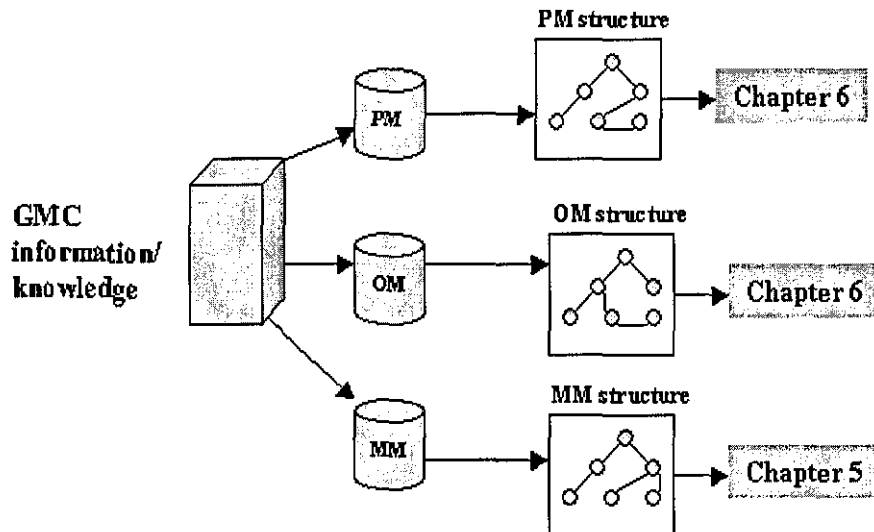 PM structure
PM
Chapter 6
GMC
information/
knowledge
OM structure
OM
Chapter 6
MM structure
MM
Chapter 5